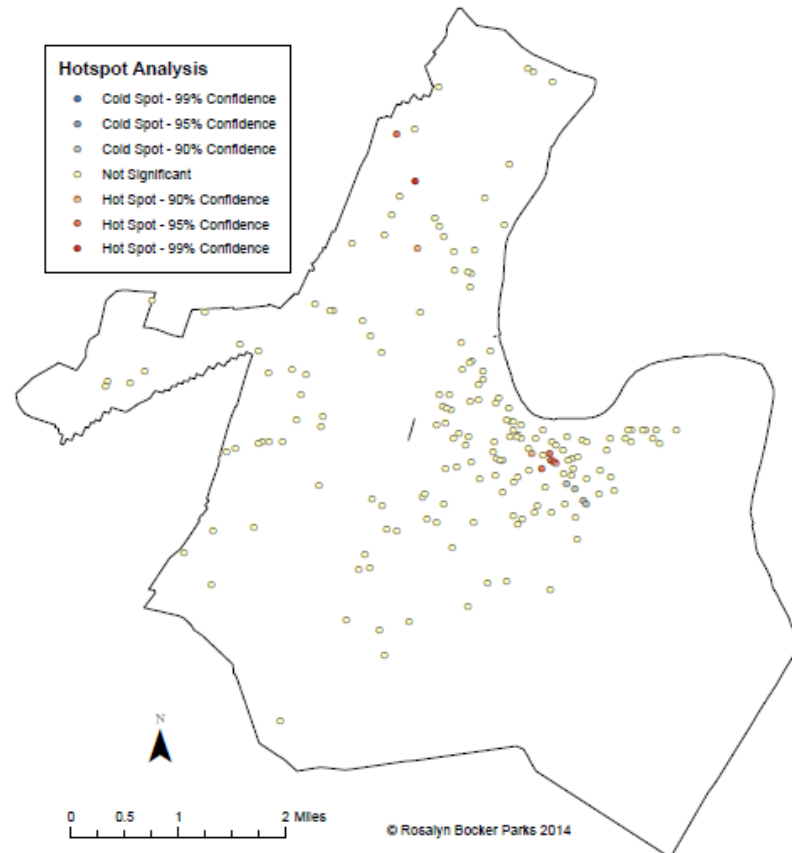 Hotspot Analysis
Cold Spot - 99% Confidence
Cold Spot - 95% Confidence
Cold Spot - 90% Confidence
Not Significant
Hot Spot - 90% Confidence
Hot Spot - 95% Confidence
Hot Spot - 99% Confidence
N
0 0.5 1 2 Miles
© Rosalyn Bocker Parks 2014